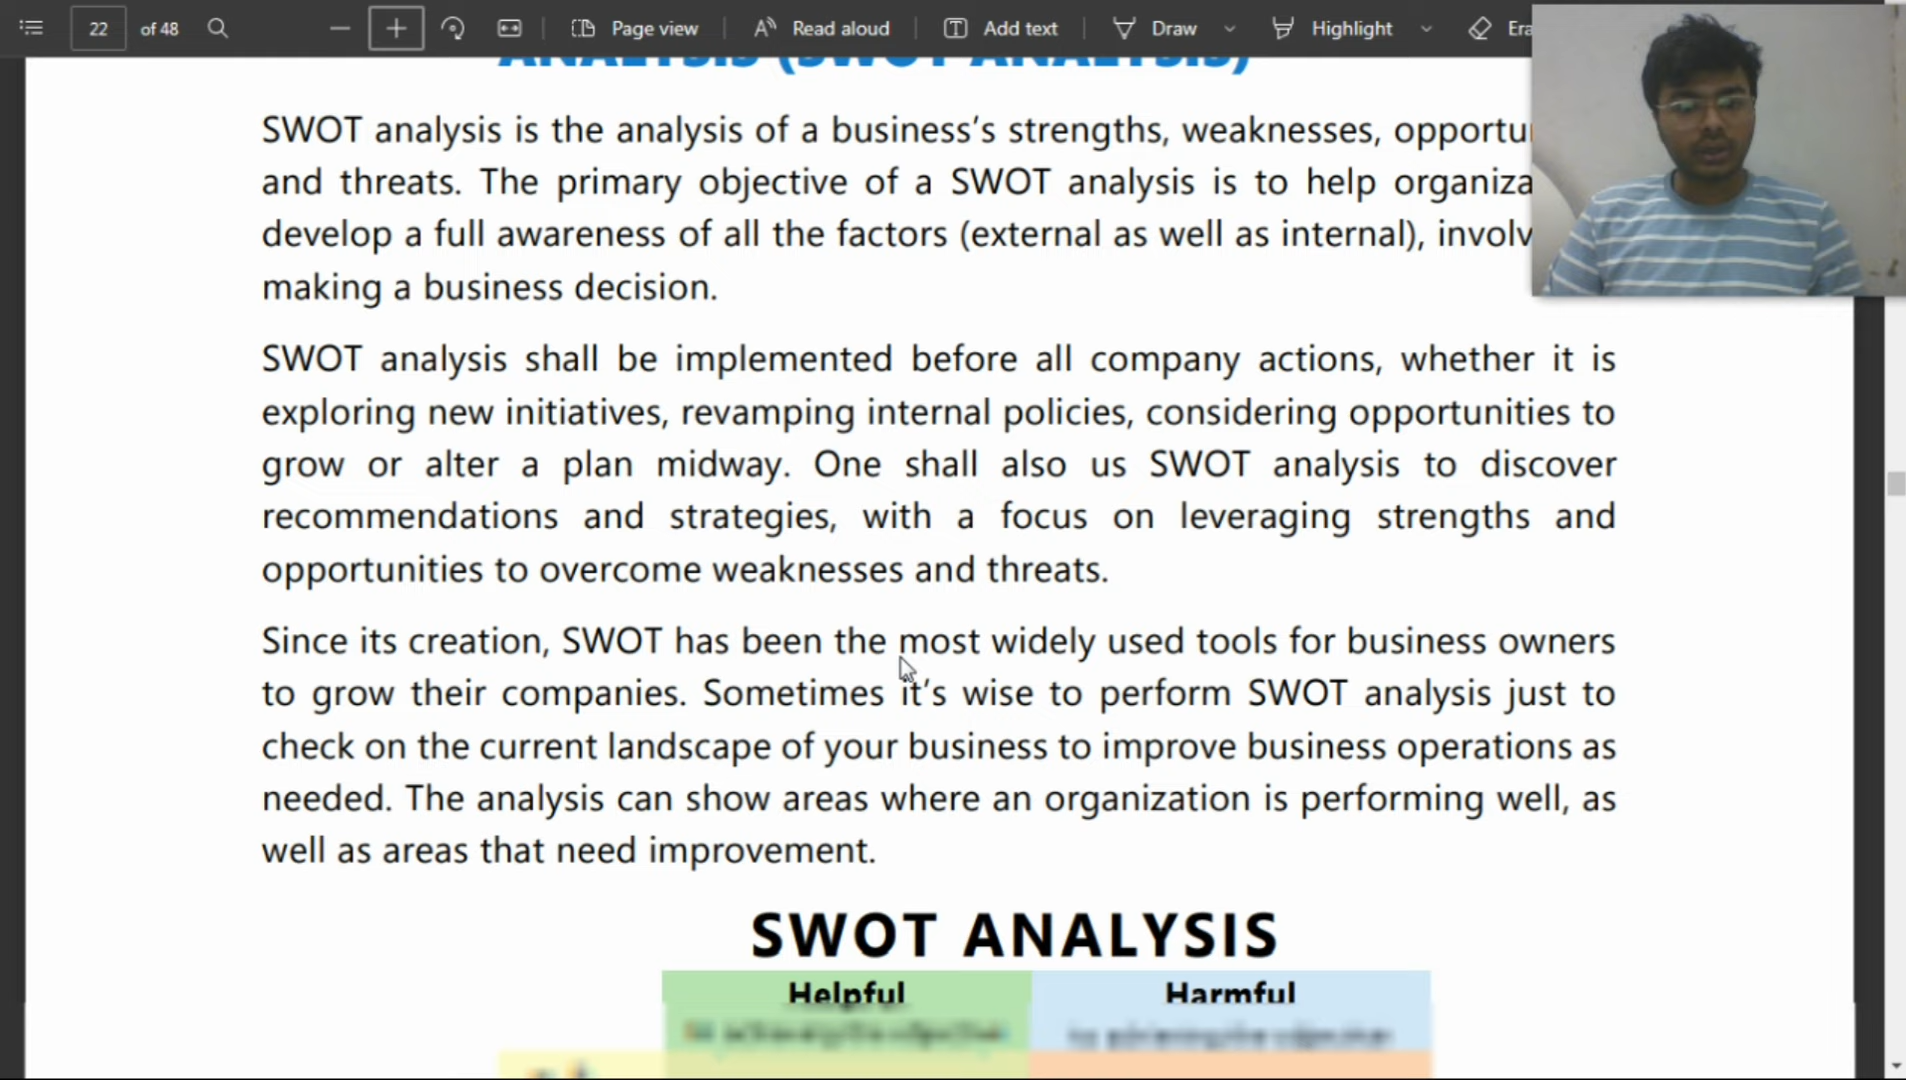 22 of 48 Page view Read aloud Add text Draw Highlight
ANALYSIS (SWOT ANALYSIS)
SWOT analysis is the analysis of a business’s strengths, weaknesses,
and threats. The primary objective of a SWOT analysis is to help
develop a full awareness of all the factors (external as well as internal),
making a business decision.
SWOT analysis shall be implemented before all company actions, whether it is
exploring new initiatives, revamping internal policies, considering opportunities to
grow or alter a plan midway. One shall also us SWOT analysis to discover
recommendations and strategies, with a focus on leveraging strengths and
opportunities to overcome weaknesses and threats.
Since its creation, SWOT has been the most widely used tools for business owners
to grow their companies. Sometimes it’s wise to perform SWOT analysis just to
check on the current landscape of your business to improve business operations as
needed. The analysis can show areas where an organization is performing well, as
well as areas that need improvement.
SWOT ANALYSIS
Helpful Harmful